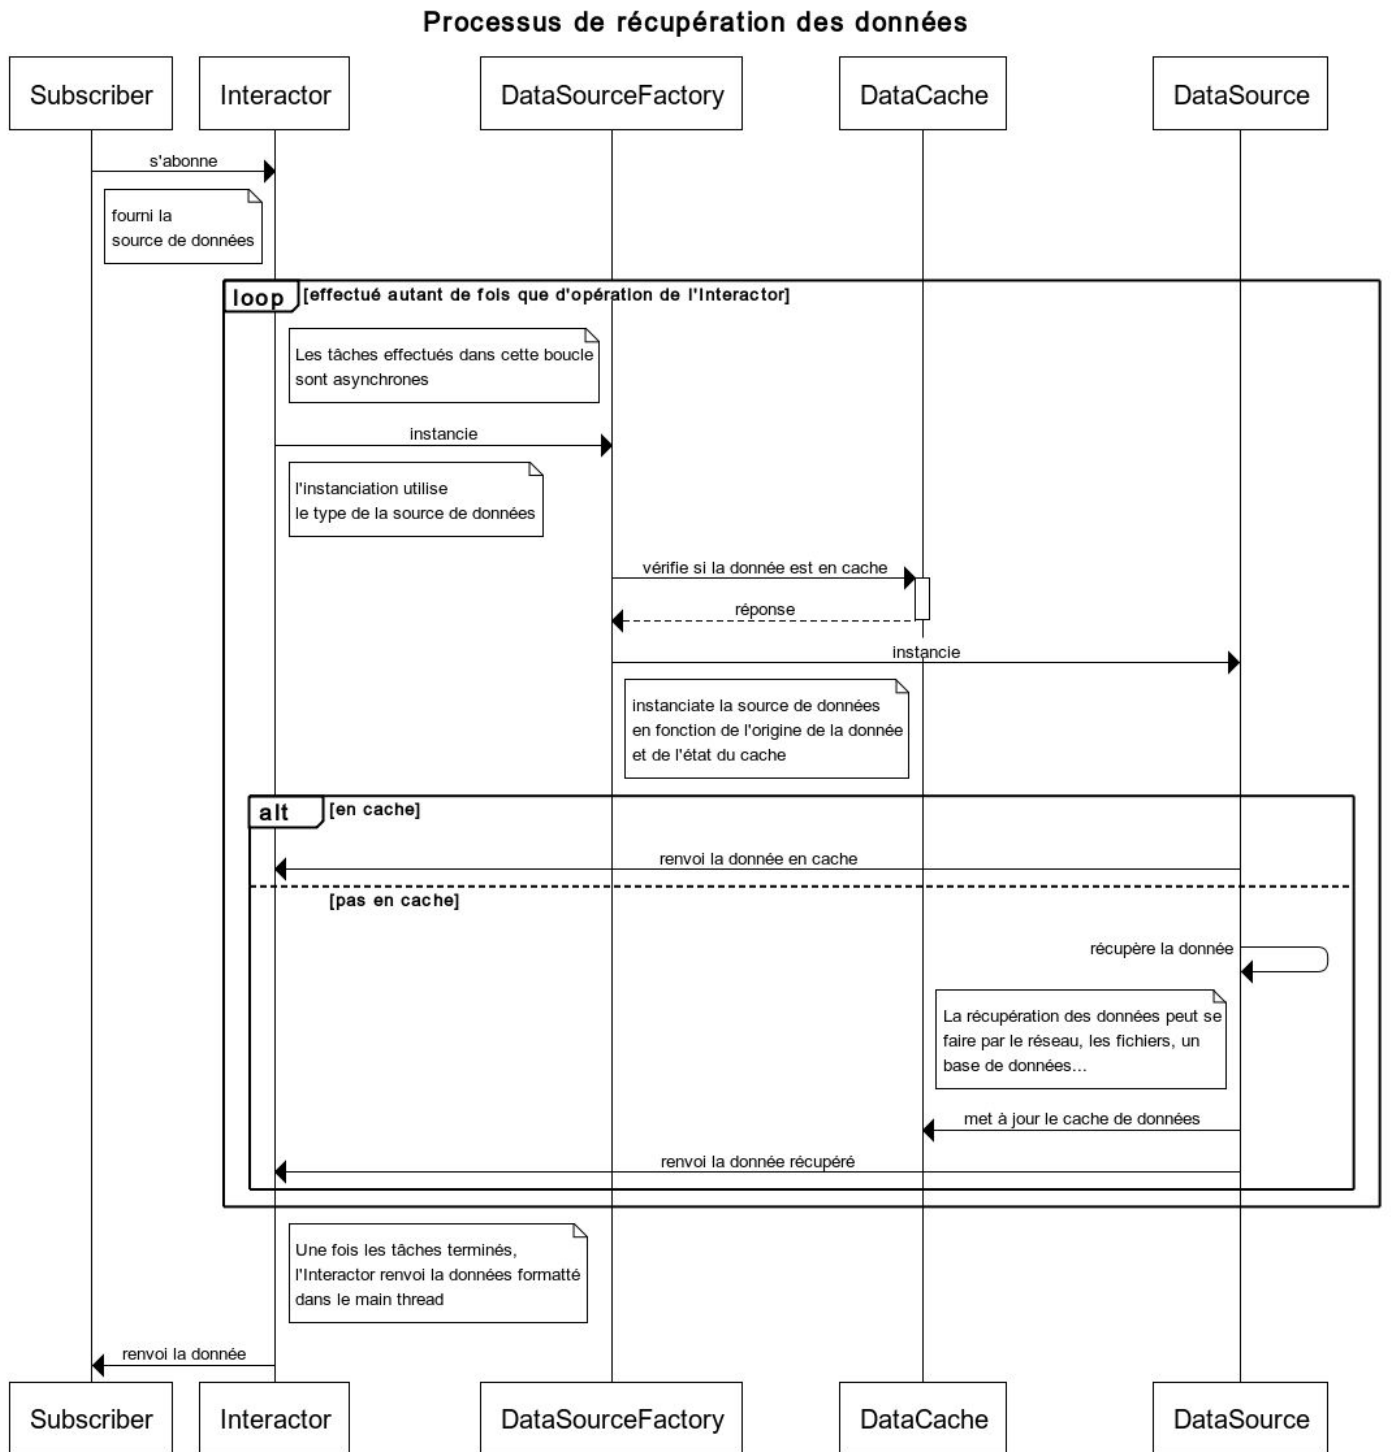 Processus de récupération des données
Subscriber
Interactor
DataSourceFactory
DataCache
DataSource
s'abonne
fourni la
source de données
loop
[effectué autant de fois que d'opération de l'Interactor]
Les tâches effectués dans cette boucle
sont asynchrones
instancie
l'instanciation utilise
le type de la source de données
vérifie si la donnée est en cache
réponse
instancie
instanciate la source de données
en fonction de l'origine de la donnée
et de l'état du cache
alt
[en cache]
renvoi la donnée en cache
[pas en cache]
récupère la donnée
La récupération des données peut se
faire par le réseau, les fichiers, un
base de données...
met à jour le cache de données
renvoi la donnée récupéré
Une fois les tâches terminés,
l'Interactor renvoi la données formatté
dans le main thread
renvoi la donnée
Subscriber
Interactor
DataSourceFactory
DataCache
DataSource